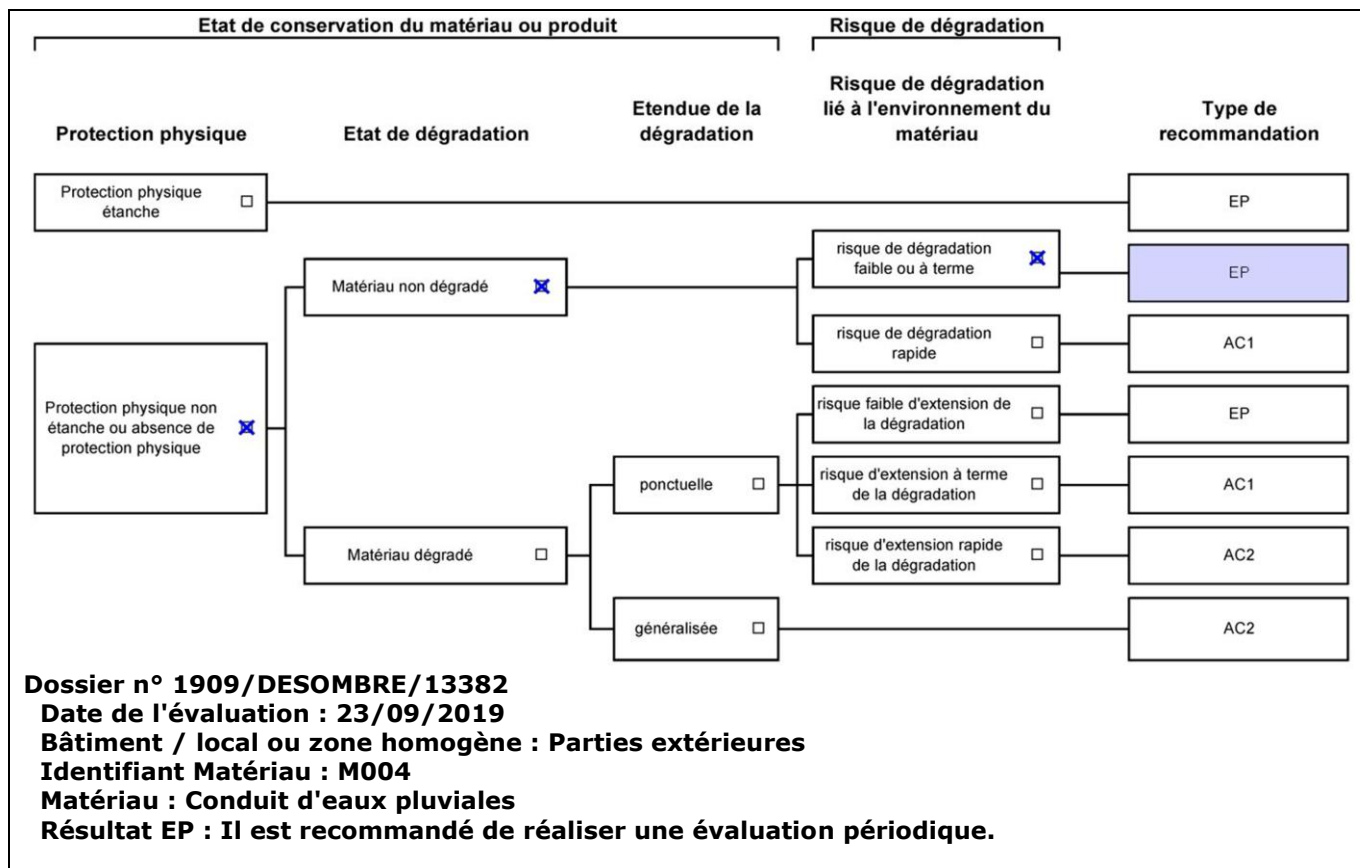 Etat de conservation du matériau ou produit
Risque de dégradation
Protection physique
Etat de dégradation
Etendue de la
dégradation
Risque de dégradation
lié à l'environnement du
matériau
Type de
recommandation
Protection physique
étanche
EP
Protection physique non
étanche ou absence de
protection physique
Matériau non dégradé
risque de dégradation
faible ou à terme
EP
risque de dégradation
rapide
AC1
Matériau dégradé
ponctuelle
risque faible d'extension de
la dégradation
EP
risque d'extension à terme
de la dégradation
AC1
risque d'extension rapide
de la dégradation
AC2
généralisée
AC2
Dossier n° 1909/DESOMBRE/13382
Date de l'évaluation : 23/09/2019
Bâtiment / local ou zone homogène : Parties extérieures
Identifiant Matériau : M004
Matériau : Conduit d'eaux pluviales
Résultat EP : Il est recommandé de réaliser une évaluation périodique.